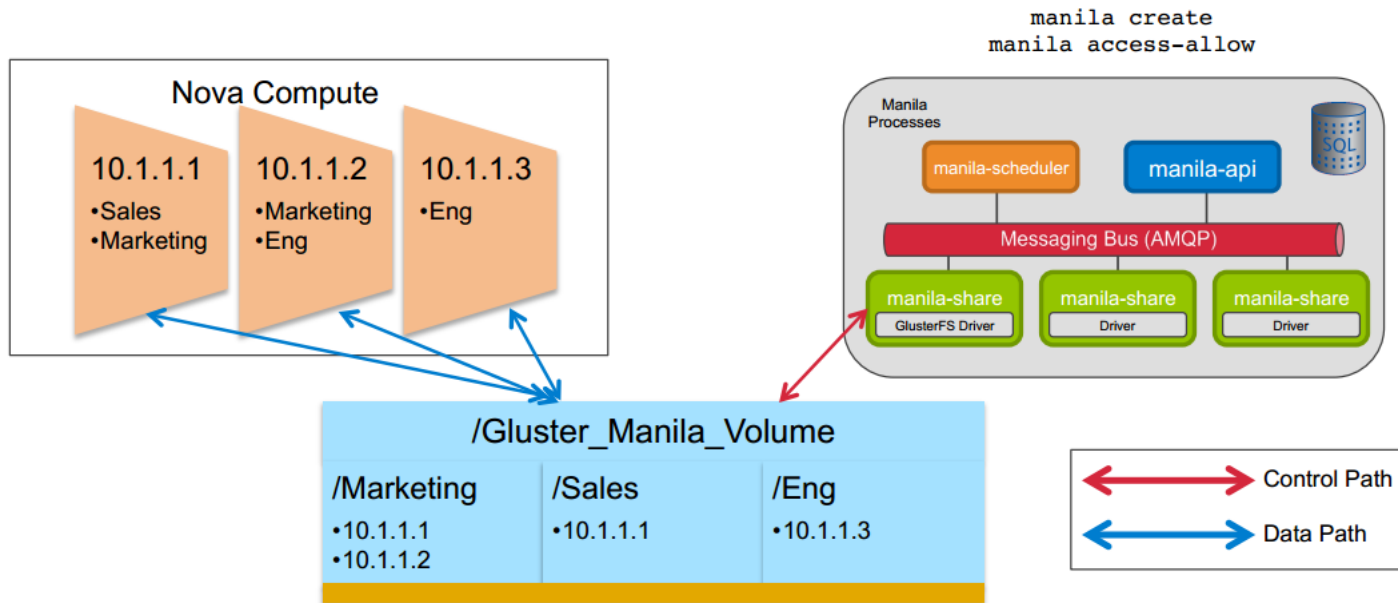 manila create
manila access-allow
Nova Compute
10.1.1.1
•Sales
•Marketing
10.1.1.2
•Marketing
•Eng
10.1.1.3
•Eng
Manila
Processes
SQL
manila-scheduler
manila-api
Messaging Bus (AMQP)
manila-share
GlusterFS Driver
manila-share
Driver
manila-share
Driver
/Gluster_Manila_Volume
/Marketing
•10.1.1.1
•10.1.1.2
/Sales
•10.1.1.1
/Eng
•10.1.1.3
Control Path
Data Path